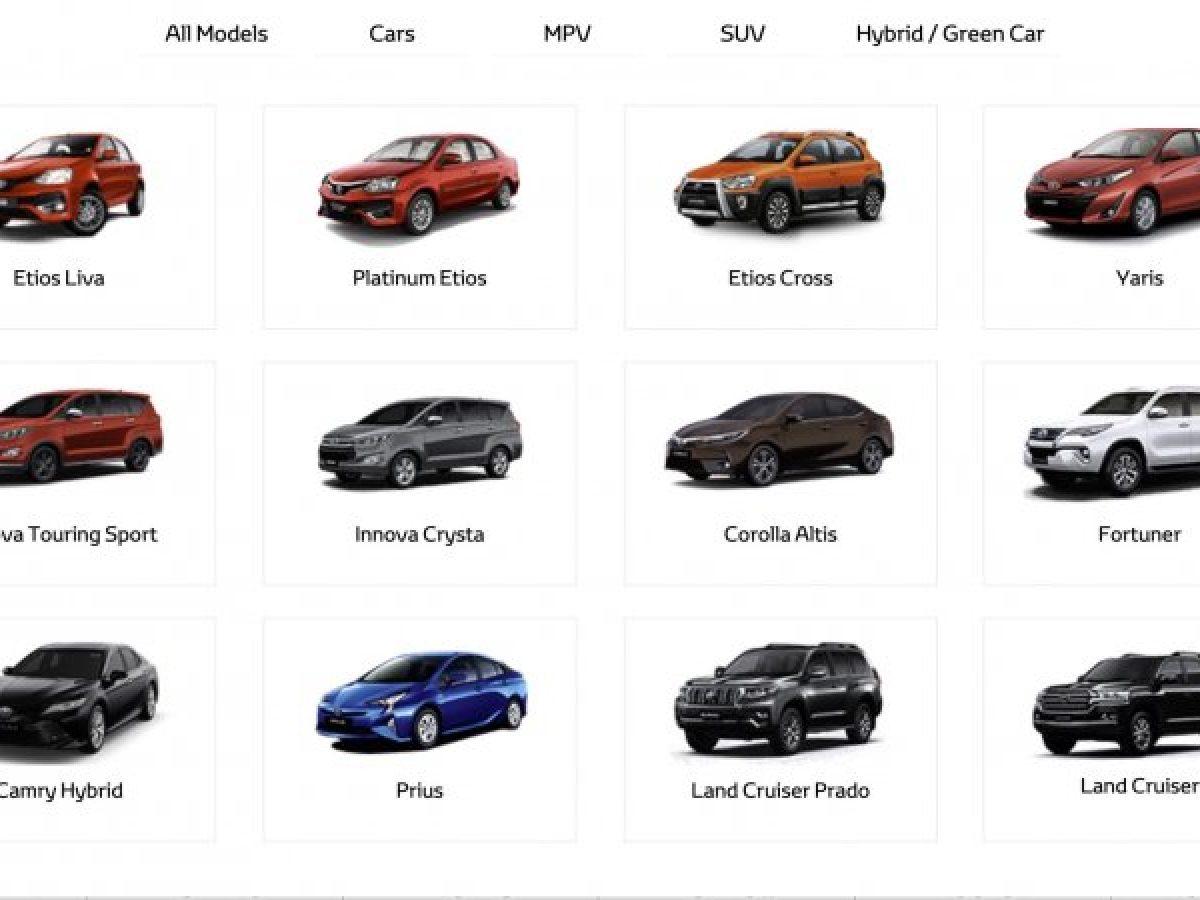 All Models Cars MPV SUV Hybrid / Green Car
Etios Liva Platinum Etios Etios Cross Yaris
va Touring Sport Innova Crysta Corolla Altis Fortuner
Camry Hybrid Prius Land Cruiser Prado Land Cruiser